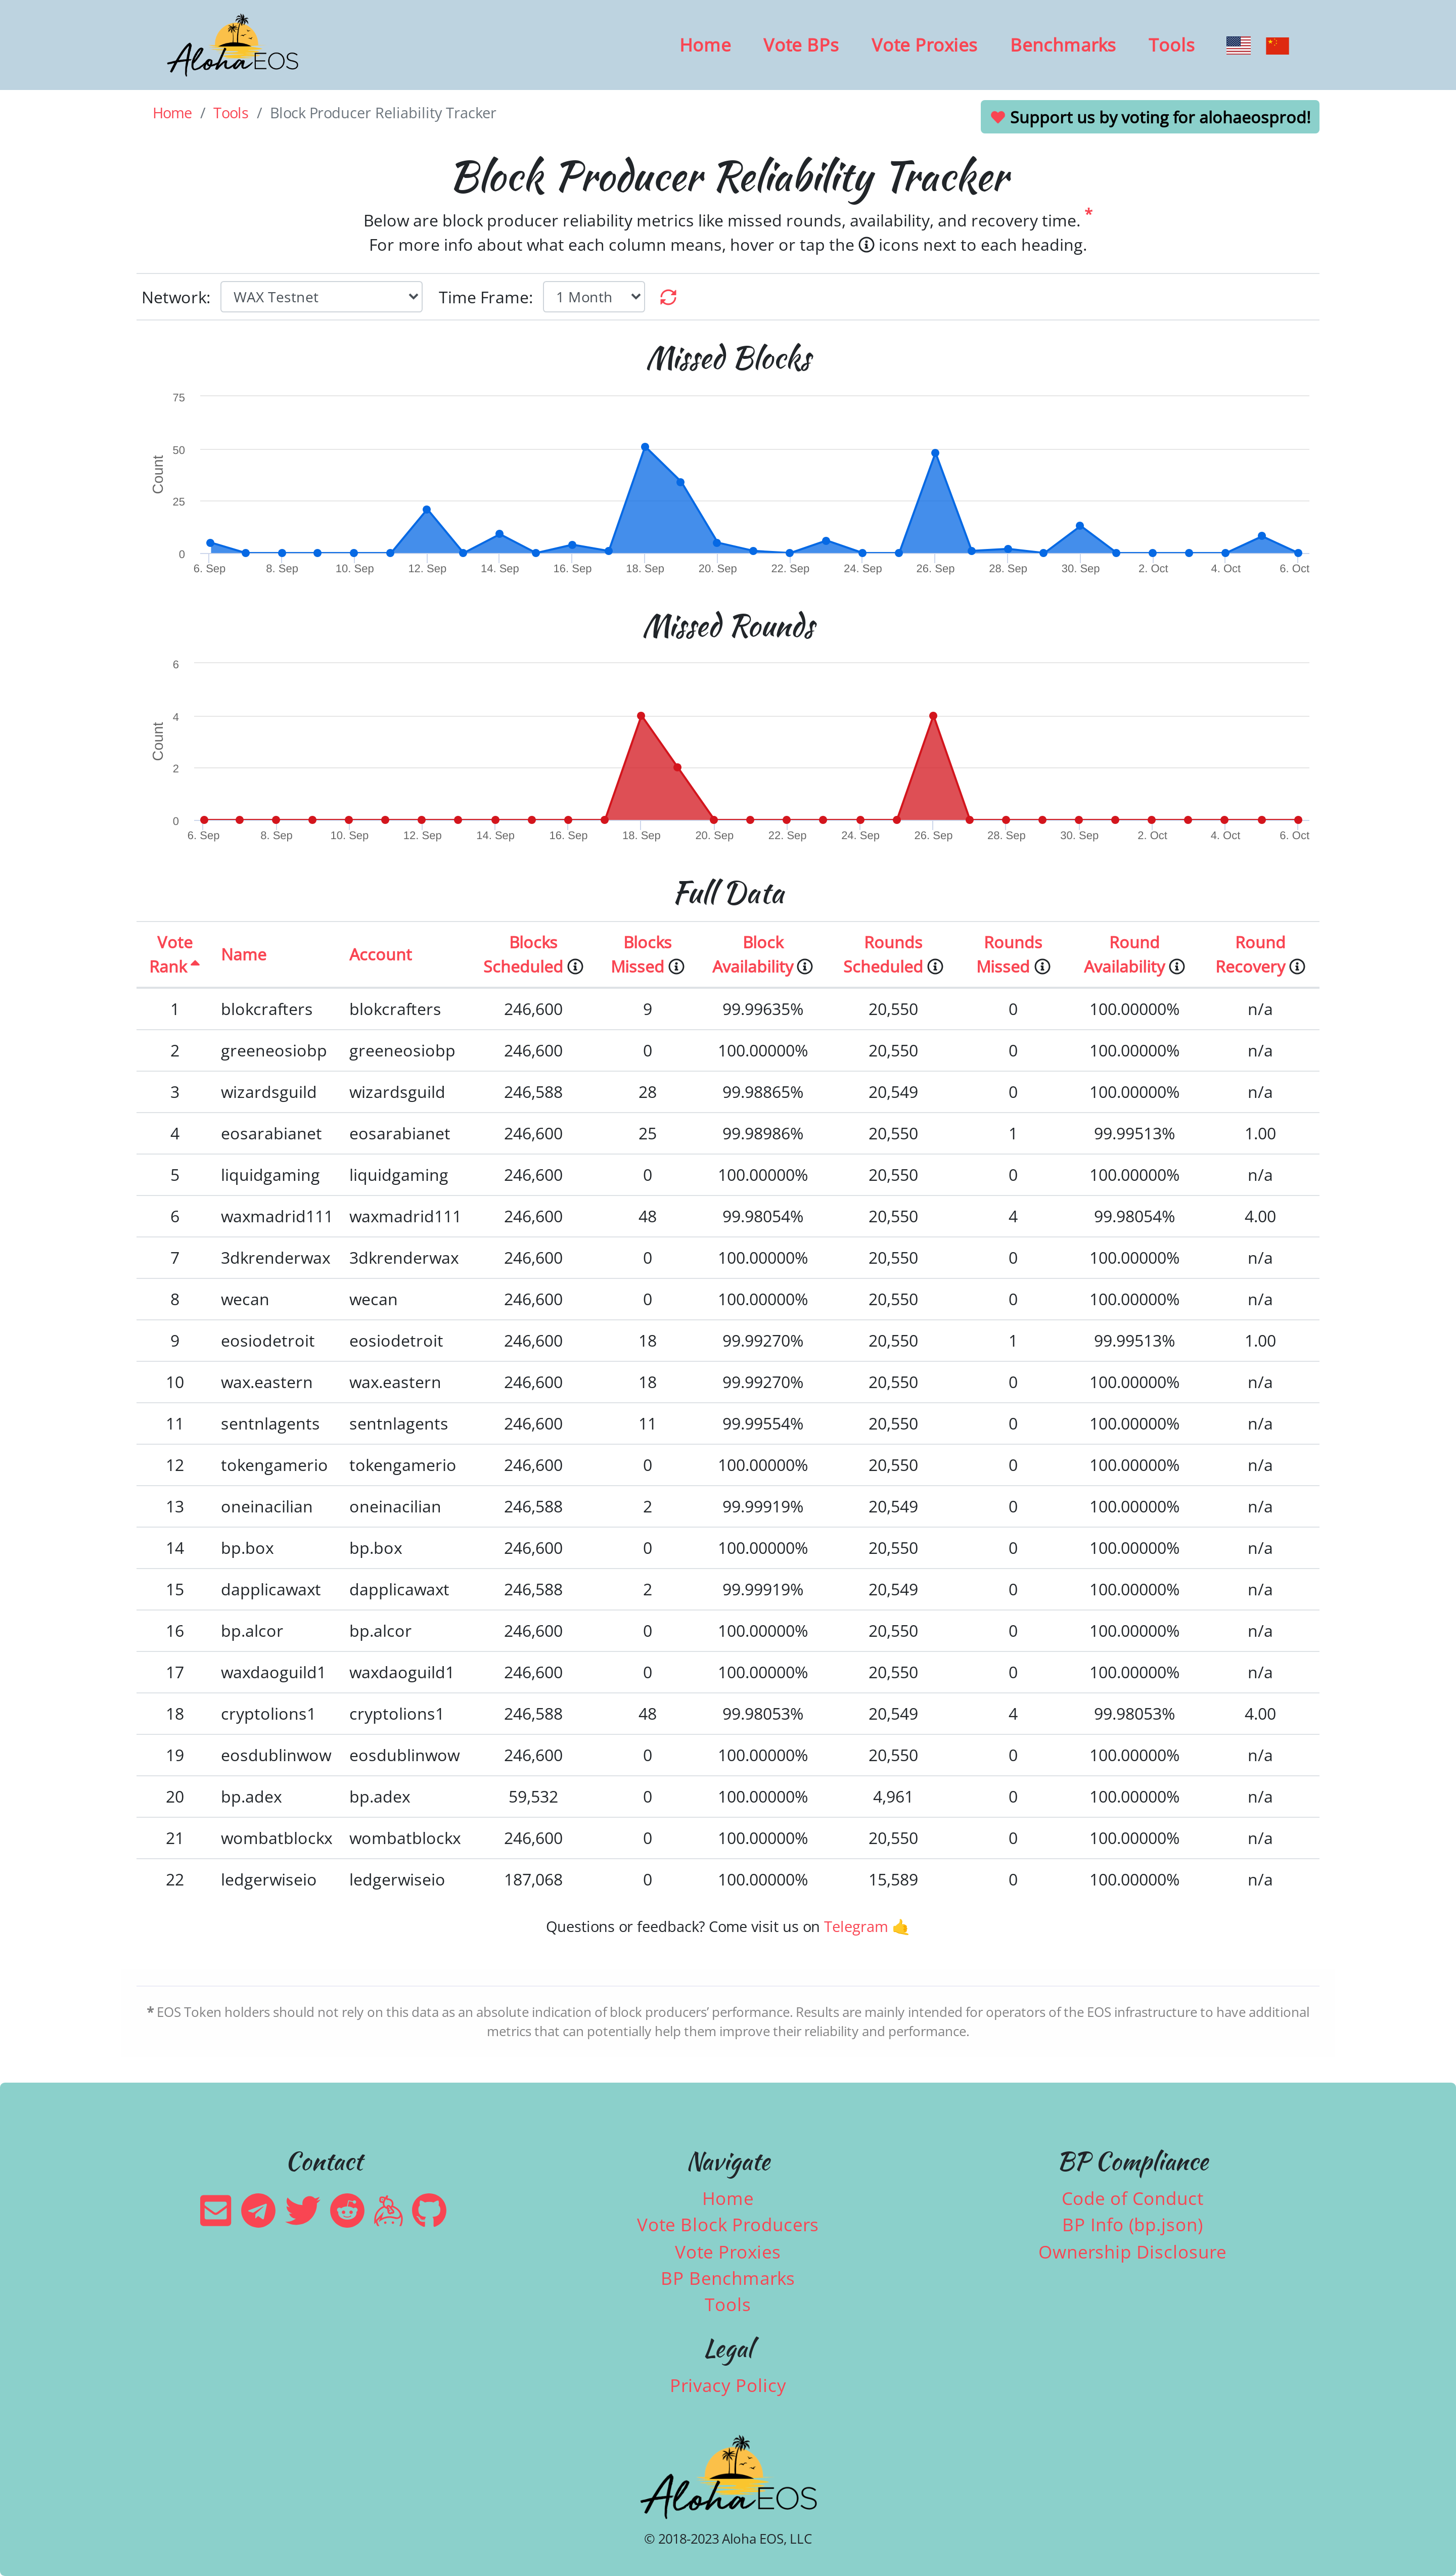 Aloha EOS
Home Vote BPs Vote Proxies Benchmarks Tools
Home / Tools / Block Producer Reliability Tracker
Support us by voting for alohaeosprod!
Block Producer Reliability Tracker
Below are block producer reliability metrics like missed rounds, availability, and recovery time. *
For more info about what each column means, hover or tap the icons next to each heading.
Network: WAX Testnet Time Frame: 1 Month
Missed Blocks
75
50
25
0
Count
6. Sep 8. Sep 10. Sep 12. Sep 14. Sep 16. Sep 18. Sep 20. Sep 22. Sep 24. Sep 26. Sep 28. Sep 30. Sep 2. Oct 4. Oct 6. Oct
Missed Rounds
6
4
2
0
Count
6. Sep 8. Sep 10. Sep 12. Sep 14. Sep 16. Sep 18. Sep 20. Sep 22. Sep 24. Sep 26. Sep 28. Sep 30. Sep 2. Oct 4. Oct 6. Oct
Full Data
Vote Rank Name Account Blocks Scheduled Blocks Missed Block Availability Rounds Scheduled Rounds Missed Round Availability Round Recovery
1 blokcrafters blokcrafters 246,600 9 99.99635% 20,550 0 100.00000% n/a
2 greeneosiobp greeneosiobp 246,600 0 100.00000% 20,550 0 100.00000% n/a
3 wizardsguild wizardsguild 246,588 28 99.98865% 20,549 0 100.00000% n/a
4 eosarabianet eosarabianet 246,600 25 99.98986% 20,550 1 99.99513% 1.00
5 liquidgaming liquidgaming 246,600 0 100.00000% 20,550 0 100.00000% n/a
6 waxmadrid111 waxmadrid111 246,600 48 99.98054% 20,550 4 99.98054% 4.00
7 3dkrenderwax 3dkrenderwax 246,600 0 100.00000% 20,550 0 100.00000% n/a
8 wecan wecan 246,600 0 100.00000% 20,550 0 100.00000% n/a
9 eosiodetroit eosiodetroit 246,600 18 99.99270% 20,550 1 99.99513% 1.00
10 wax.eastern wax.eastern 246,600 18 99.99270% 20,550 0 100.00000% n/a
11 sentnlagents sentnlagents 246,600 11 99.99554% 20,550 0 100.00000% n/a
12 tokengamerio tokengamerio 246,600 0 100.00000% 20,550 0 100.00000% n/a
13 oneinacilian oneinacilian 246,588 2 99.99919% 20,549 0 100.00000% n/a
14 bp.box bp.box 246,600 0 100.00000% 20,550 0 100.00000% n/a
15 dapplicawaxt dapplicawaxt 246,588 2 99.99919% 20,549 0 100.00000% n/a
16 bp.alcor bp.alcor 246,600 0 100.00000% 20,550 0 100.00000% n/a
17 waxdaoguild1 waxdaoguild1 246,600 0 100.00000% 20,550 0 100.00000% n/a
18 cryptolions1 cryptolions1 246,588 48 99.98053% 20,549 4 99.98053% 4.00
19 eosdublinwow eosdublinwow 246,600 0 100.00000% 20,550 0 100.00000% n/a
20 bp.adex bp.adex 59,532 0 100.00000% 4,961 0 100.00000% n/a
21 wombatblockx wombatblockx 246,600 0 100.00000% 20,550 0 100.00000% n/a
22 ledgerwiseio ledgerwiseio 187,068 0 100.00000% 15,589 0 100.00000% n/a
Questions or feedback? Come visit us on Telegram 🤙
* EOS Token holders should not rely on this data as an absolute indication of block producers’ performance. Results are mainly intended for operators of the EOS infrastructure to have additional
metrics that can potentially help them improve their reliability and performance.
Contact
Navigate
Home
Vote Block Producers
Vote Proxies
BP Benchmarks
Tools
Legal
Privacy Policy
BP Compliance
Code of Conduct
BP Info (bp.json)
Ownership Disclosure
Aloha EOS
© 2018-2023 Aloha EOS, LLC